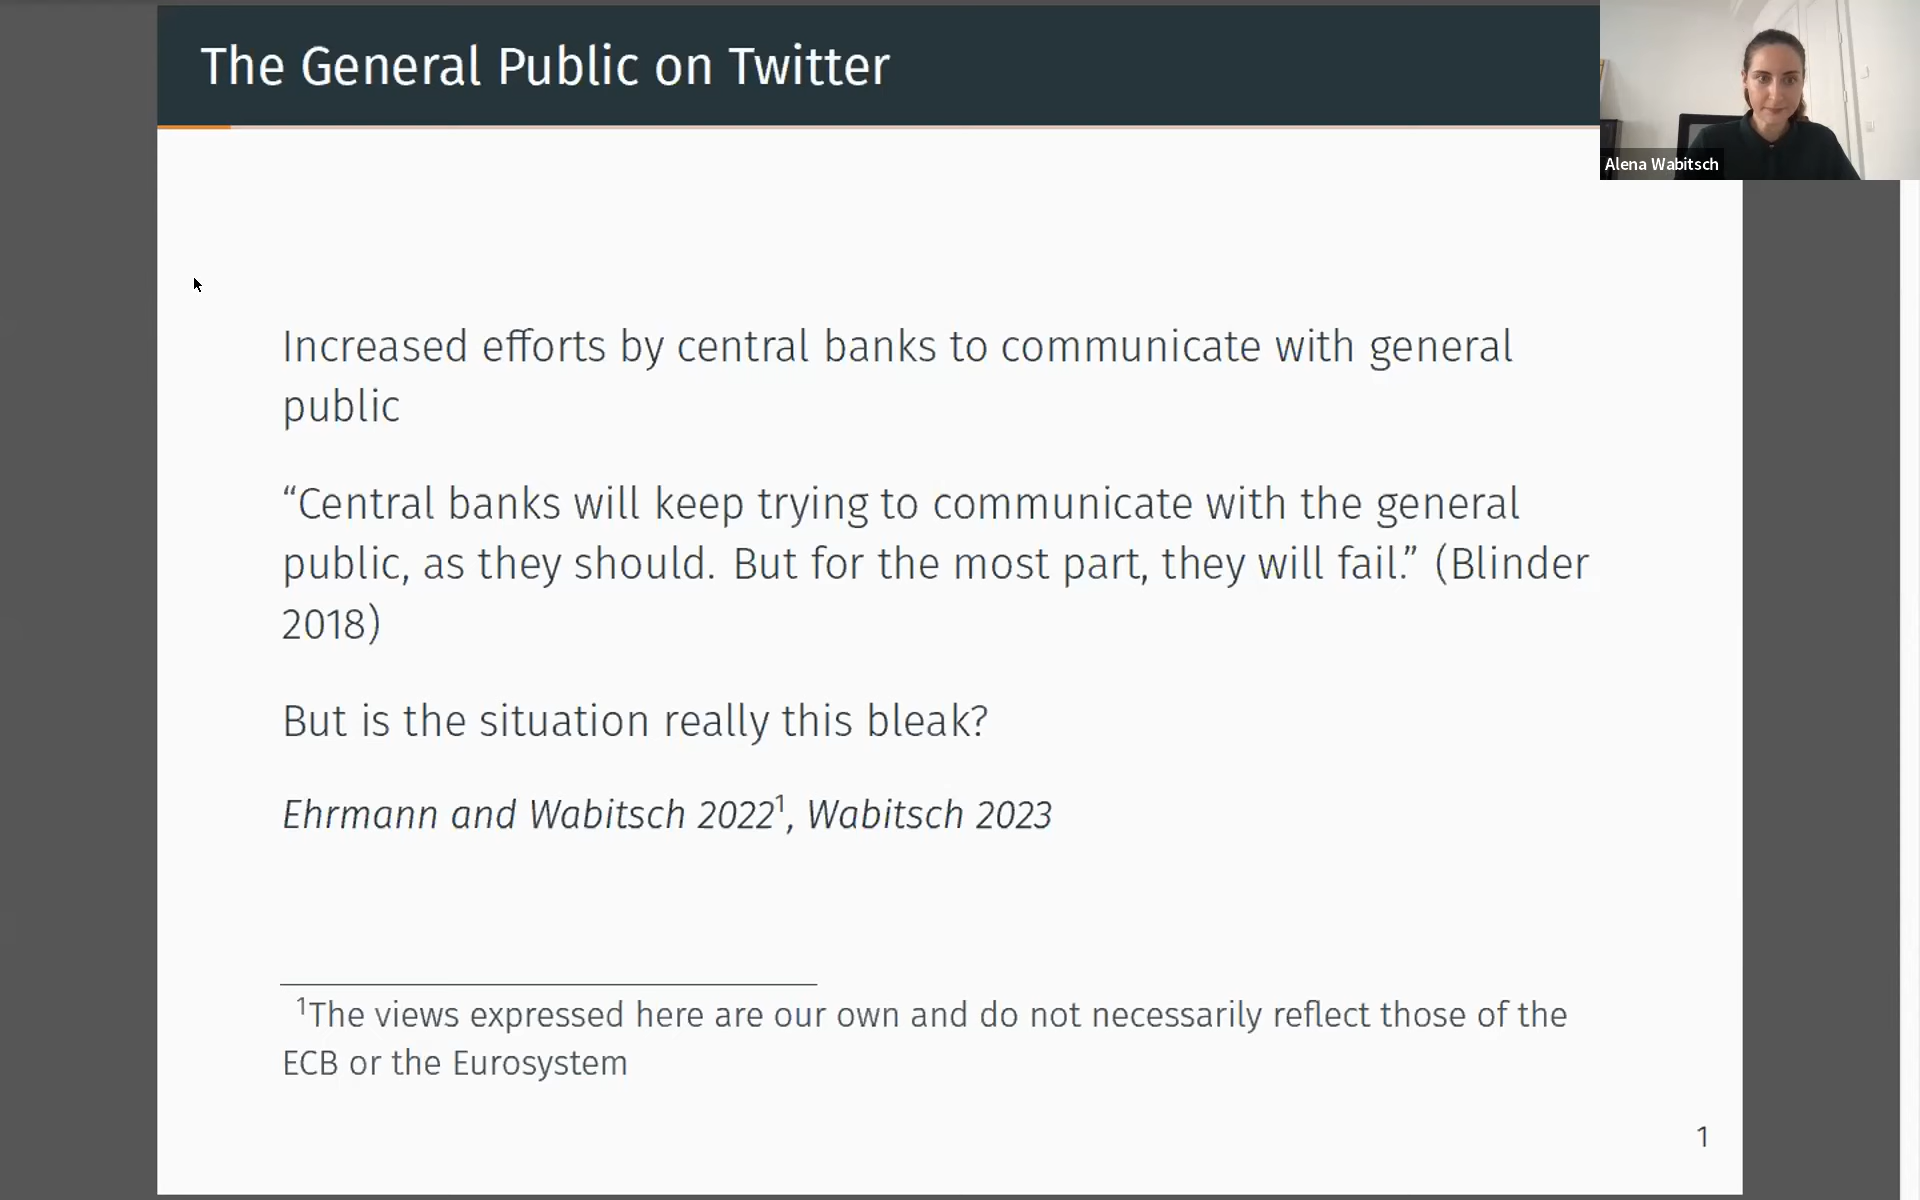 The General Public on Twitter
Alena Wabitsch
Increased efforts by central banks to communicate with general
public
“Central banks will keep trying to communicate with the general
public, as they should. But for the most part, they will fail.” (Blinder
2018)
But is the situation really this bleak?
Ehrmann and Wabitsch 2022¹, Wabitsch 2023
¹The views expressed here are our own and do not necessarily reflect those of the
ECB or the Eurosystem
1